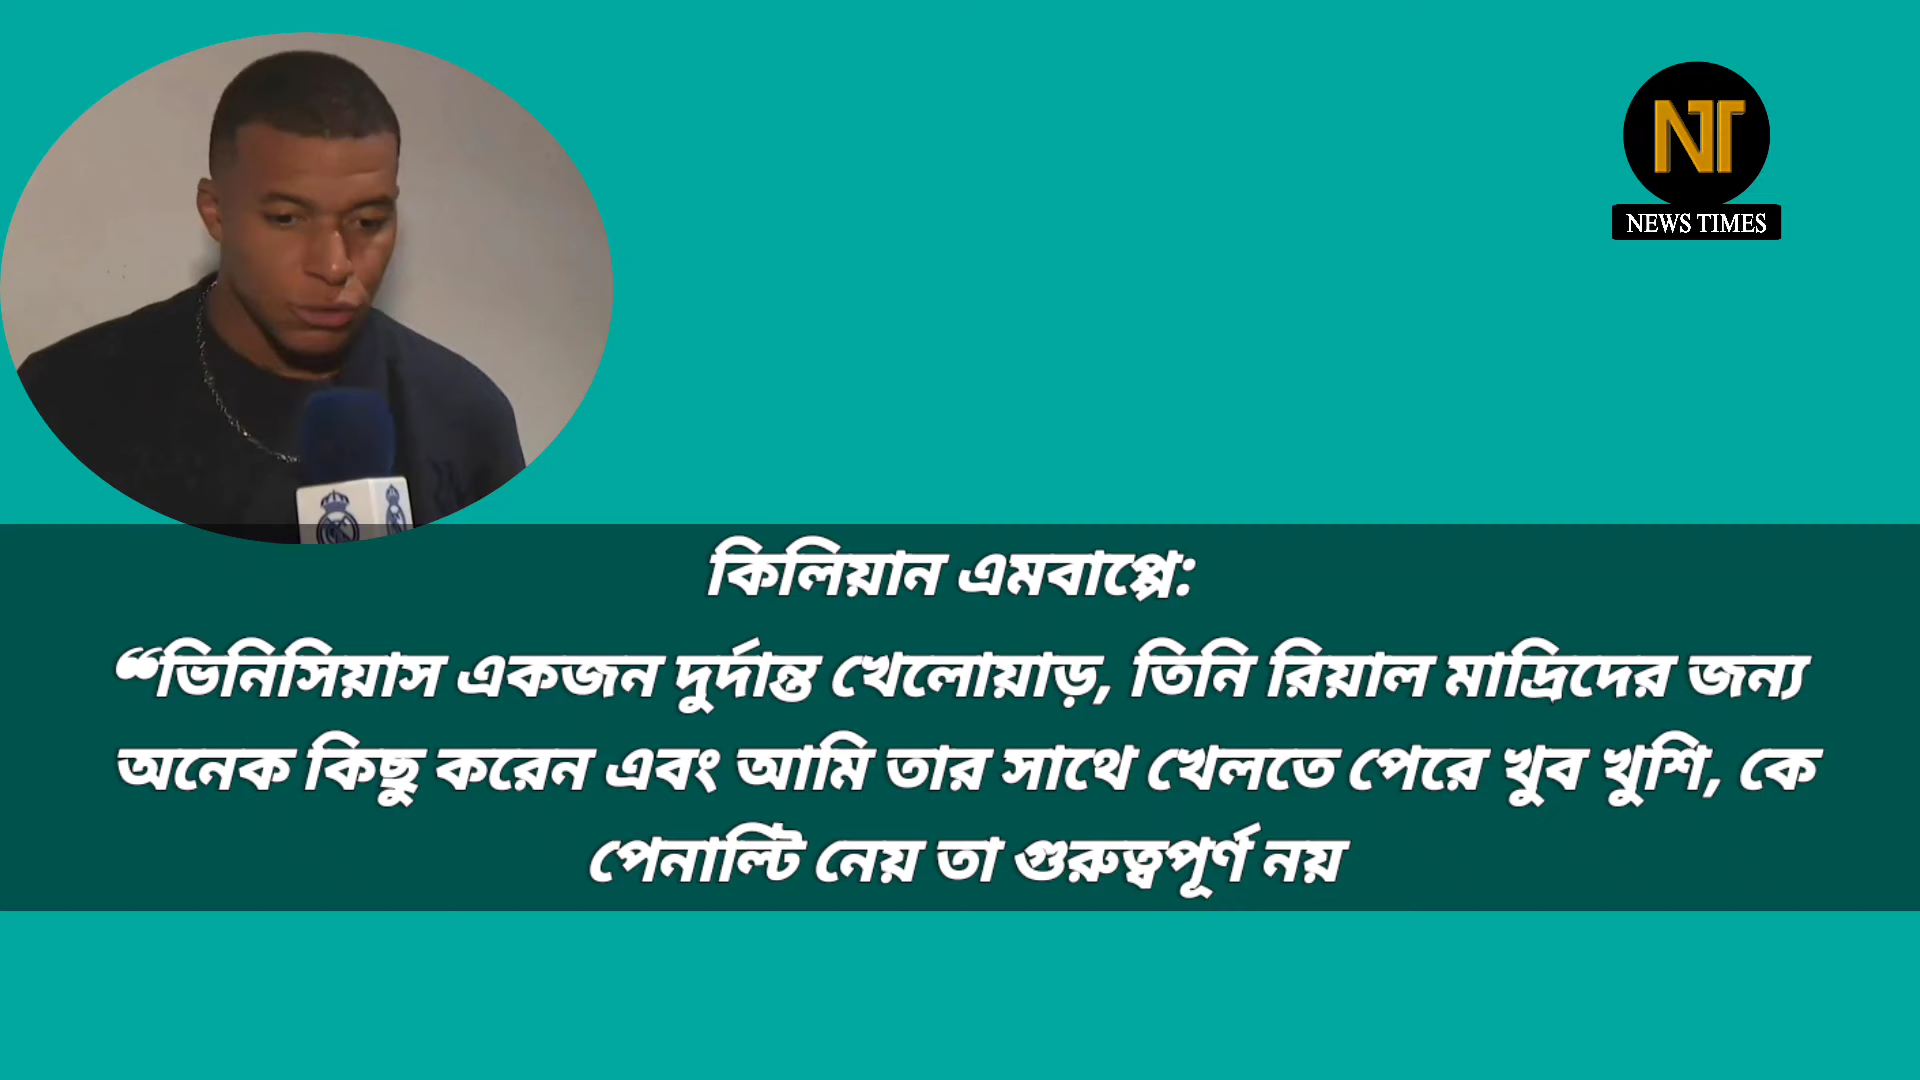 NT
NEWS TIMES
কিলিয়ান এমবাপ্পে:
❝ভিনিসিয়াস একজন দুর্দান্ত খেলোয়াড়, তিনি রিয়াল মাদ্রিদের জন্য
অনেক কিছু করেন এবং আমি তার সাথে খেলতে পেরে খুব খুশি, কে
পেনাল্টি নেয় তা গুরুত্বপূর্ণ নয়